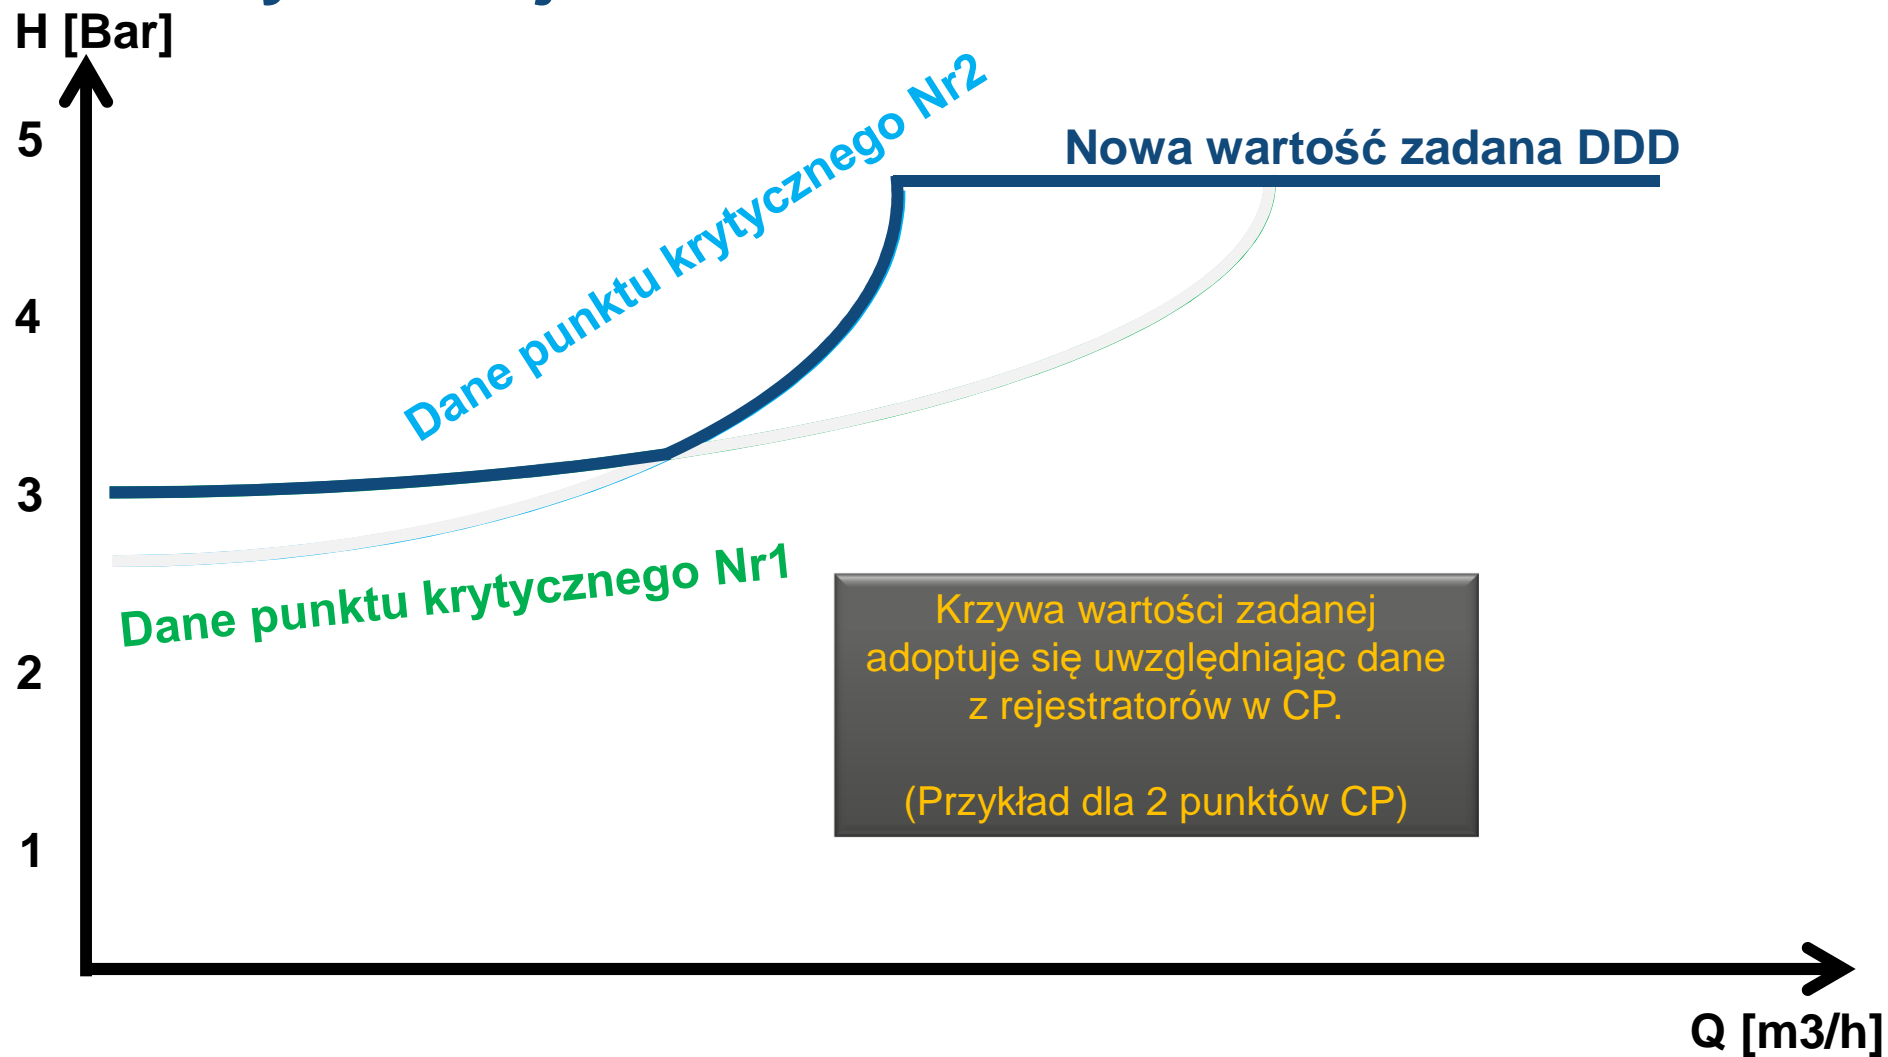 H [Bar]
5
4
3
2
1
Dane punktu krytycznego Nr2
Nowa wartość zadana DDD
Dane punktu krytycznego Nr1
Krzywa wartości zadanej
adoptuje się uwzględniając dane
z rejestratorów w CP.
(Przykład dla 2 punktów CP)
Q [m3/h]